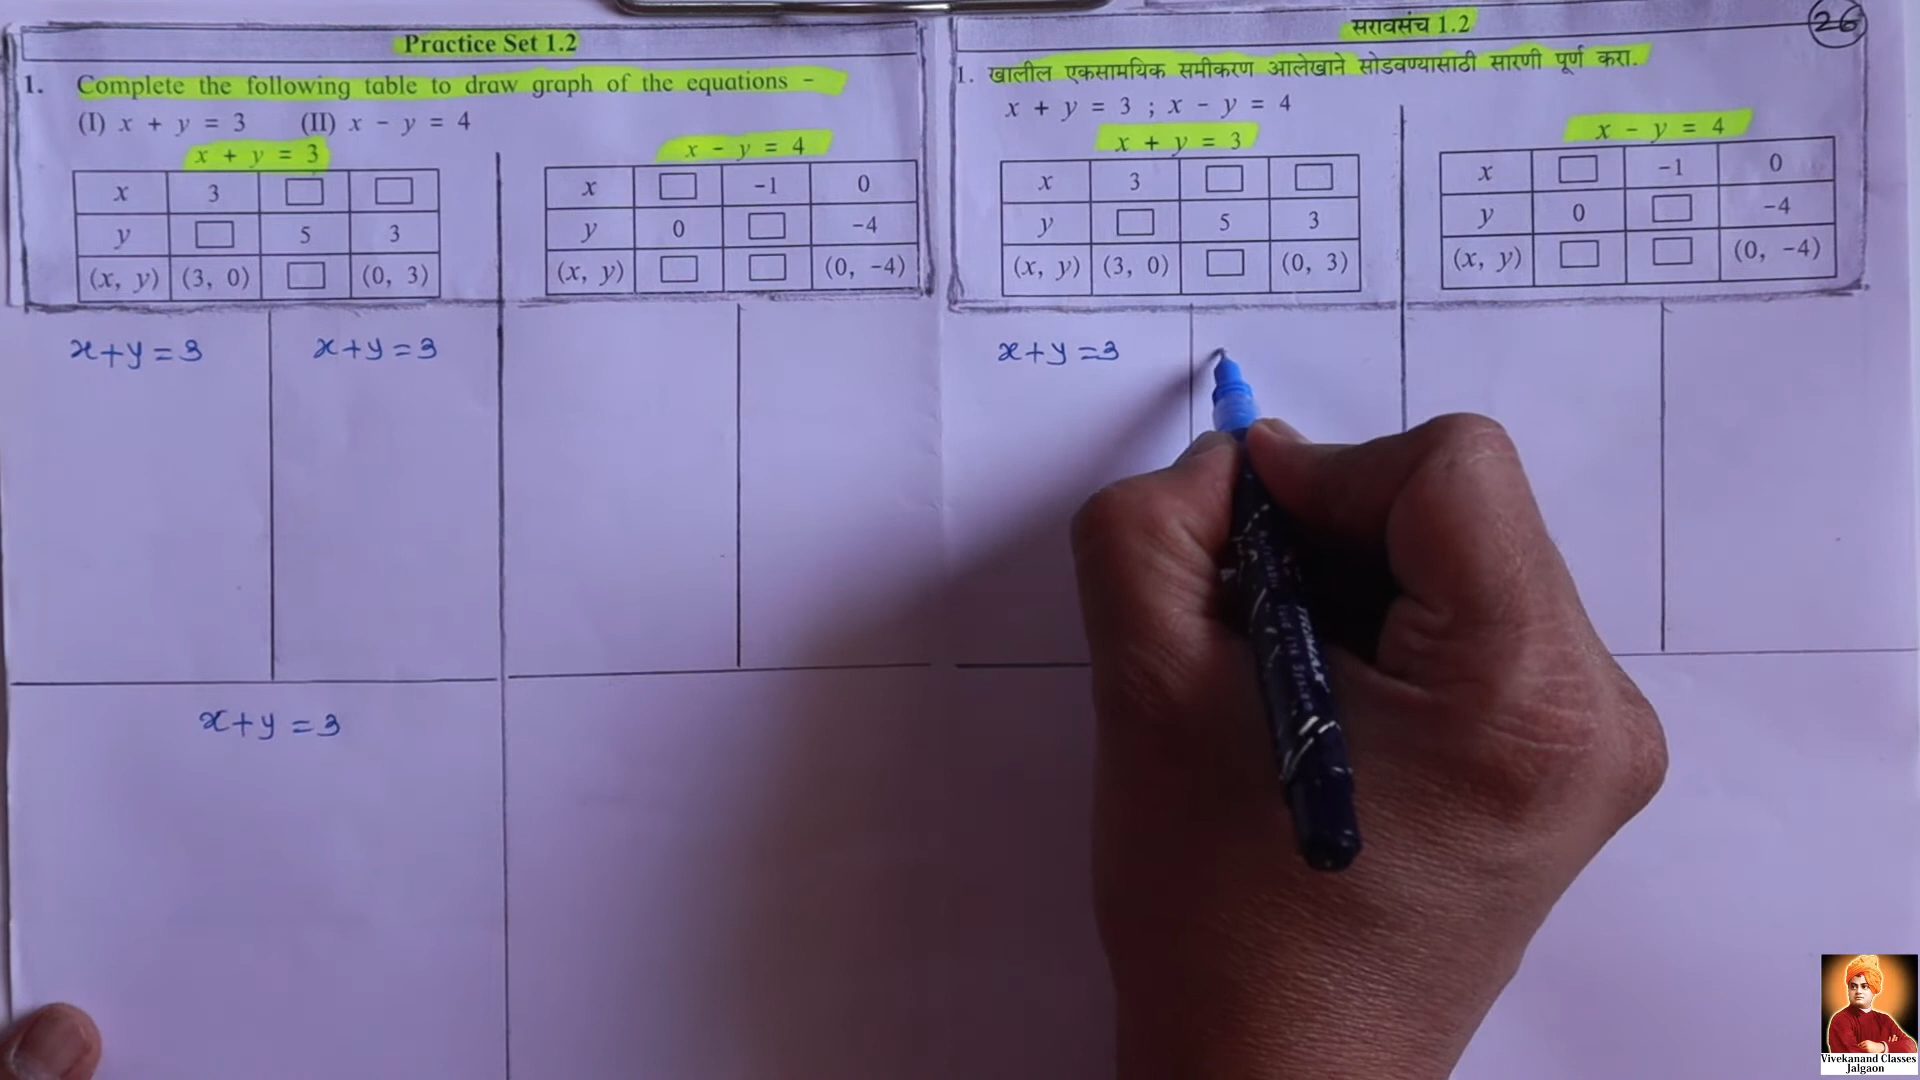 Practice Set 1.2
1. Complete the following table to draw graph of the equations -
(I) x + y = 3 (II) x - y = 4
x + y = 3
x 3
y 5 3
(x, y) (3, 0) (0, 3)
x - y = 4
x -1 0
y 0 -4
(x, y) (0, -4)
x+y=3
x+y=3
x+y=3
सरावसंच 1.2
26
1. खालील एकसामयिक समीकरण आलेखाने सोडवण्यासाठी सारणी पूर्ण करा.
x + y = 3 ; x - y = 4
x + y = 3
x 3
y 5 3
(x, y) (3, 0) (0, 3)
x - y = 4
x -1 0
y 0 -4
(x, y) (0, -4)
x+y=3
Vivekanand Classes
Jalgaon